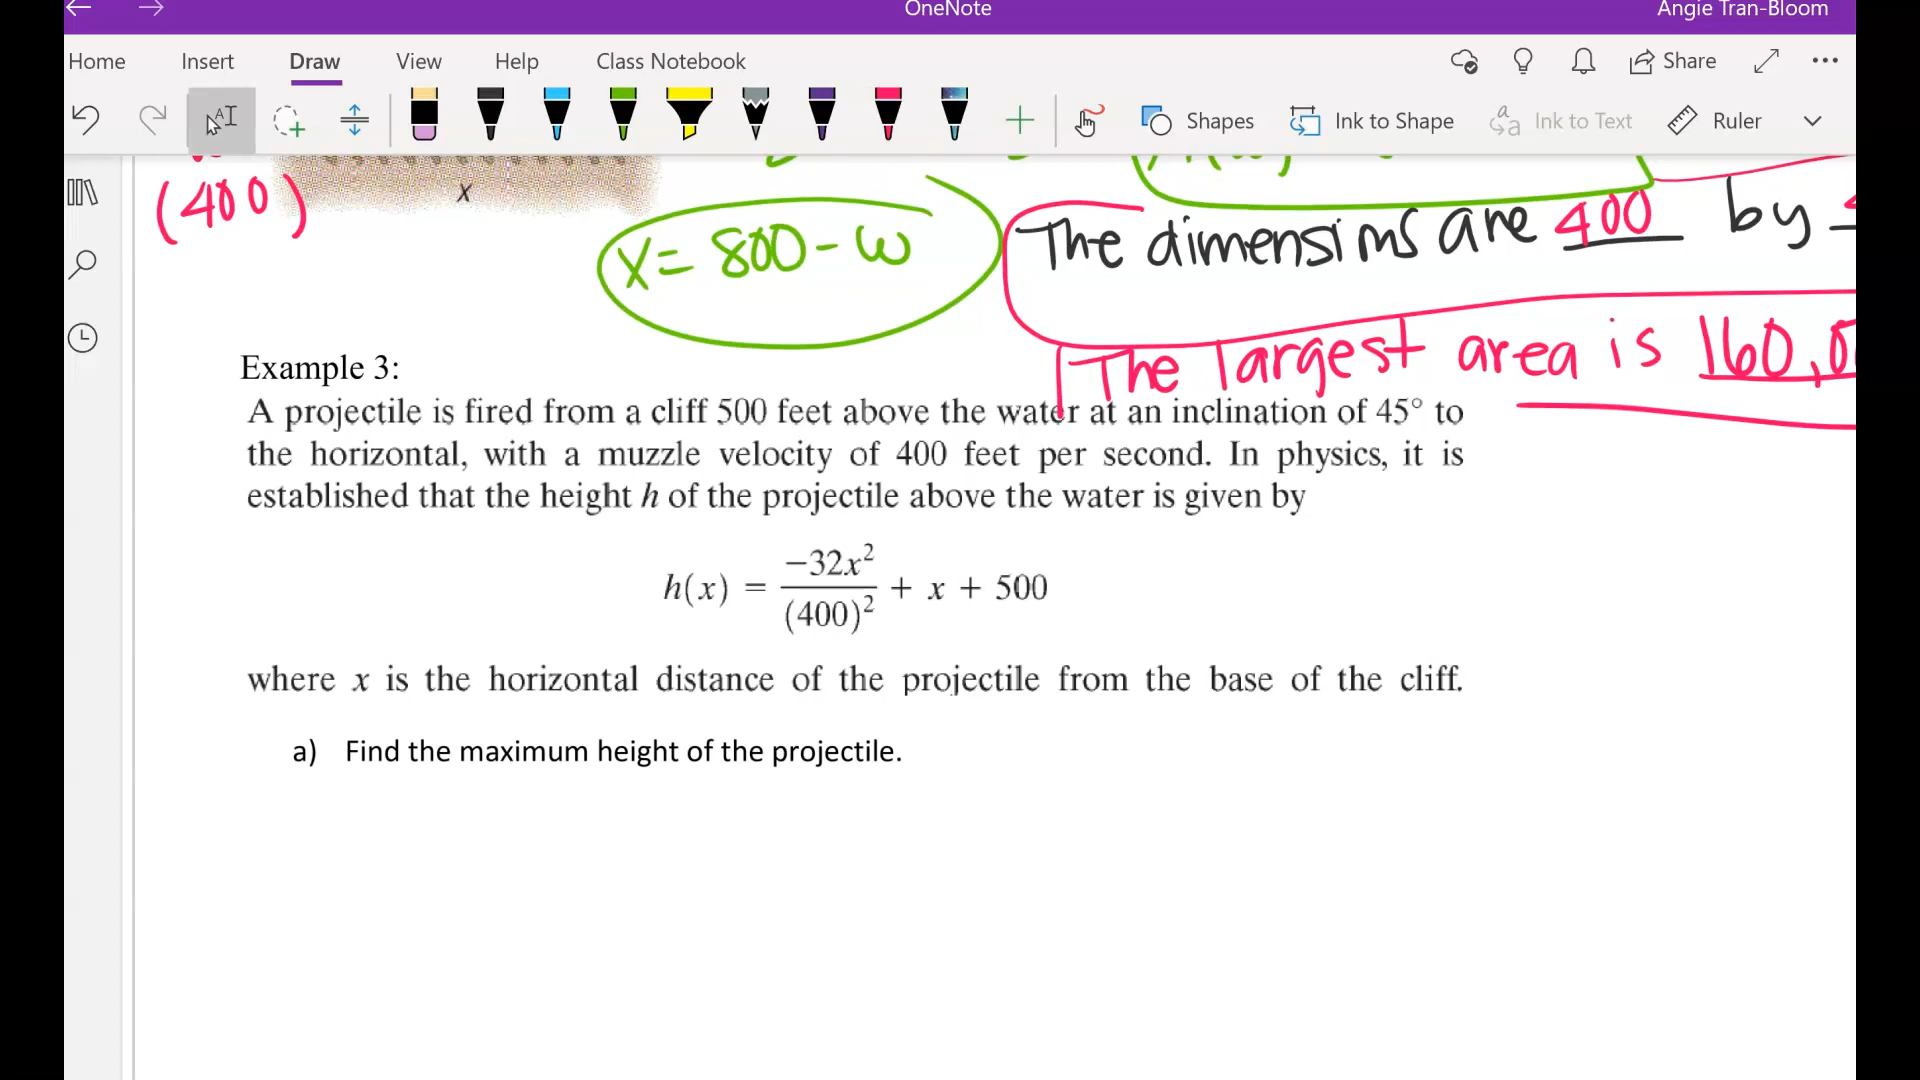 OneNote
Angie Tran-Bloom
Home Insert Draw View Help Class Notebook Share
Shapes Ink to Shape Ink to Text Ruler
(400)
x
x = 800 - w
The dimensims are 400 by
The largest area is 160,0
Example 3:
A projectile is fired from a cliff 500 feet above the water at an inclination of 45° to
the horizontal, with a muzzle velocity of 400 feet per second. In physics, it is
established that the height h of the projectile above the water is given by
h(x) = −32x² / (400)² + x + 500
where x is the horizontal distance of the projectile from the base of the cliff.
a) Find the maximum height of the projectile.